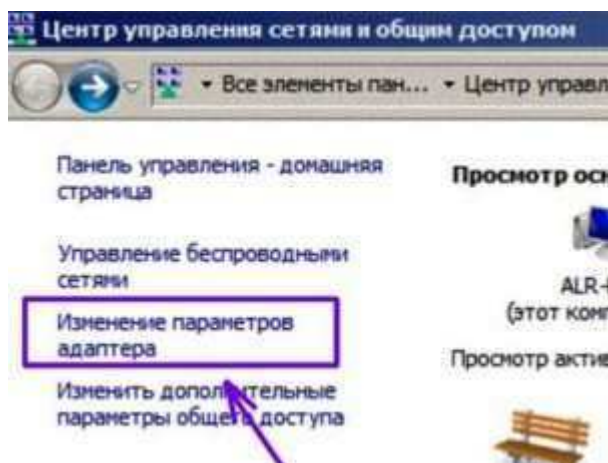 Центр управления сетями и общим доступом
Все элементы пан... Центр управл
Панель управления - домашняя
страница
Просмотр осн
Управление беспроводными
сетями
ALR-
(этот комп
Изменение параметров
адаптера
Просмотр актив
Изменить дополнительные
параметры общего доступа